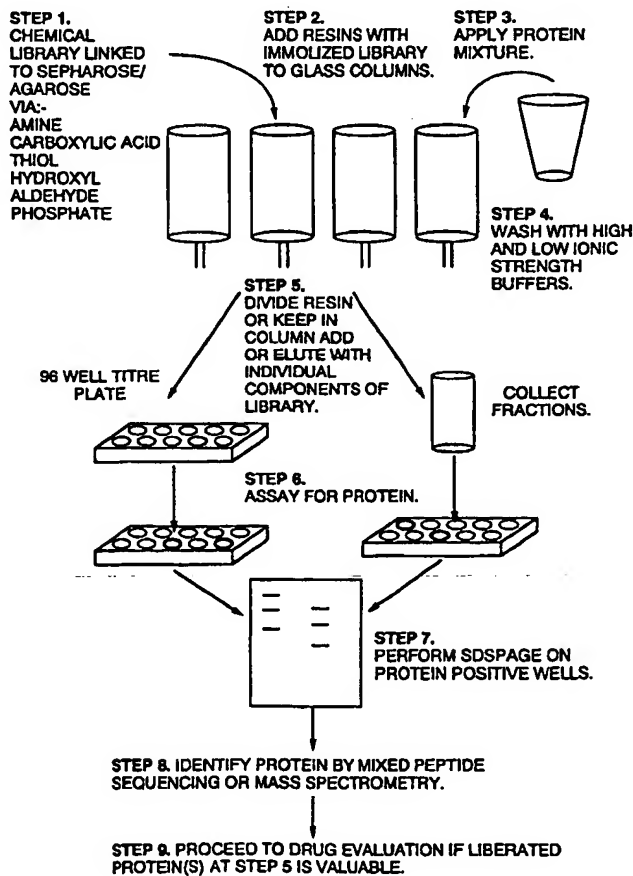 STEP 1.
CHEMICAL
LIBRARY LINKED
TO SEPHAROSE/
AGAROSE
VIA:-
AMINE
CARBOXYLIC ACID
THIOL
HYDROXYL
ALDEHYDE
PHOSPHATE
STEP 2.
ADD RESINS WITH
IMMOLIZED LIBRARY
TO GLASS COLUMNS.
STEP 3.
APPLY PROTEIN
MIXTURE.
STEP 4.
WASH WITH HIGH
AND LOW IONIC
STRENGTH
BUFFERS.
STEP 5.
DIVIDE RESIN
OR KEEP IN
COLUMN ADD
OR ELUTE WITH
INDIVIDUAL
COMPONENTS OF
LIBRARY.
96 WELL TITRE
PLATE
COLLECT
FRACTIONS.
STEP 6.
ASSAY FOR PROTEIN.
STEP 7.
PERFORM SDSPAGE ON
PROTEIN POSITIVE WELLS.
STEP 8. IDENTIFY PROTEIN BY MIXED PEPTIDE
SEQUENCING OR MASS SPECTROMETRY.
STEP 9. PROCEED TO DRUG EVALUATION IF LIBERATED
PROTEIN(S) AT STEP 5 IS VALUABLE.